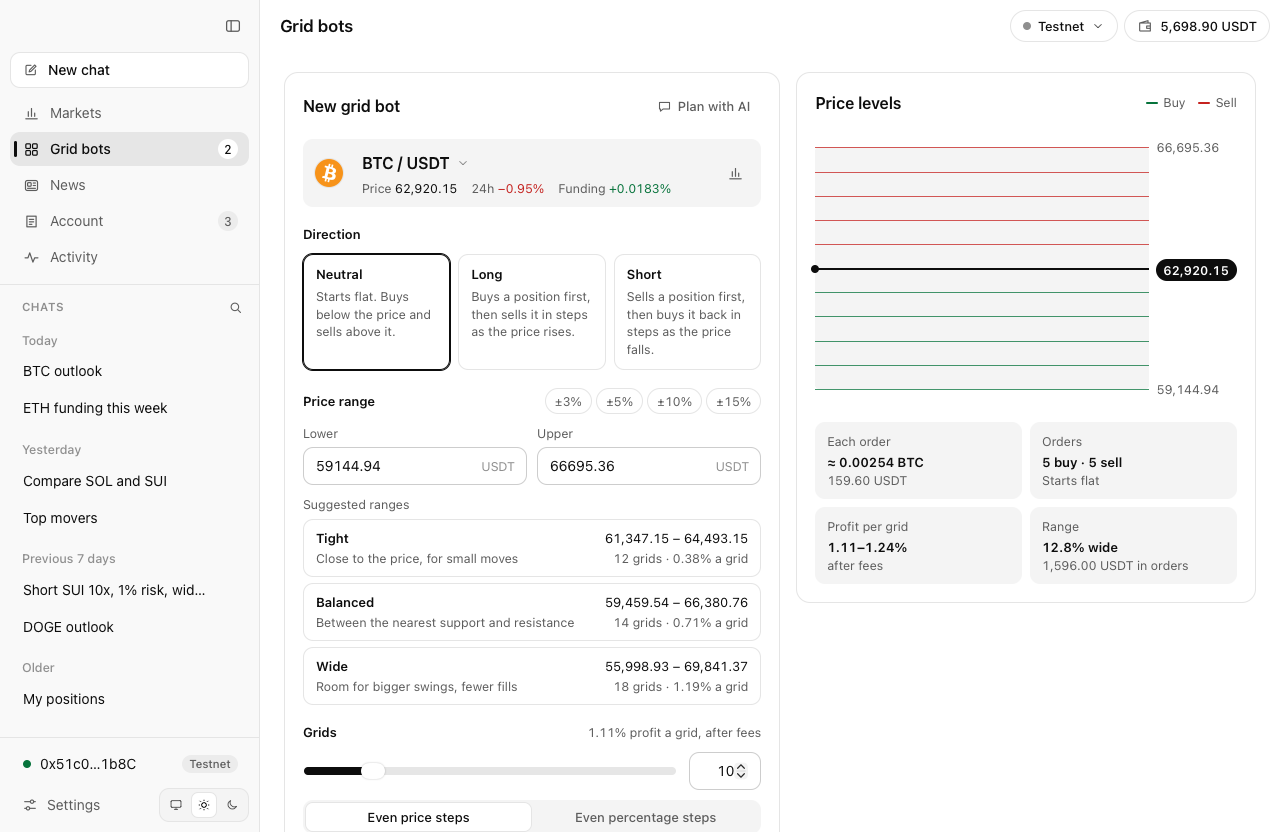 Grid bots
Testnet
5,698.90 USDT
New chat
Markets
Grid bots
2
News
Account
3
Activity
CHATS
Today
BTC outlook
ETH funding this week
Yesterday
Compare SOL and SUI
Top movers
Previous 7 days
Short SUI 10x, 1% risk, wid...
DOGE outlook
Older
My positions
0x51c0...1b8C
Testnet
Settings
New grid bot
Plan with AI
BTC / USDT
Price 62,920.15 24h −0.95% Funding +0.0183%
Direction
Neutral
Starts flat. Buys
below the price and
sells above it.
Long
Buys a position first,
then sells it in steps
as the price rises.
Short
Sells a position first,
then buys it back in
steps as the price
falls.
Price range
±3%
±5%
±10%
±15%
Lower
59144.94 USDT
Upper
66695.36 USDT
Suggested ranges
Tight
61,347.15 – 64,493.15
Close to the price, for small moves
12 grids · 0.38% a grid
Balanced
59,459.54 – 66,380.76
Between the nearest support and resistance
14 grids · 0.71% a grid
Wide
55,998.93 – 69,841.37
Room for bigger swings, fewer fills
18 grids · 1.19% a grid
Grids
1.11% profit a grid, after fees
10
Even price steps
Even percentage steps
Price levels
Buy
Sell
66,695.36
62,920.15
59,144.94
Each order
≈ 0.00254 BTC
159.60 USDT
Orders
5 buy · 5 sell
Starts flat
Profit per grid
1.11–1.24%
after fees
Range
12.8% wide
1,596.00 USDT in orders